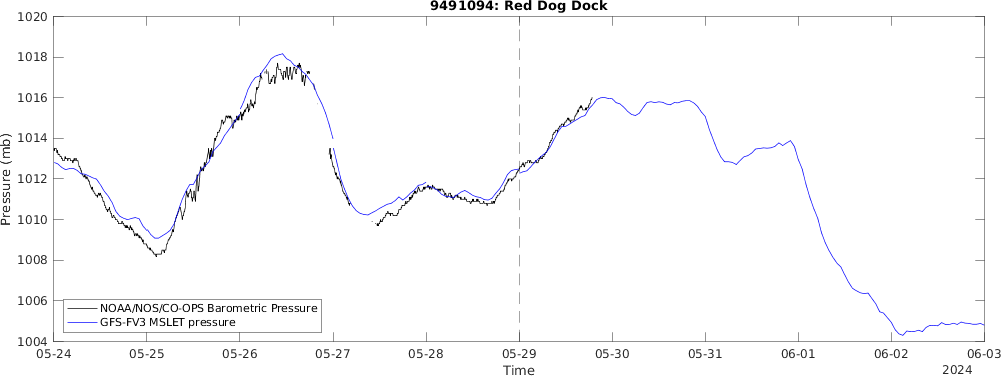 9491094: Red Dog Dock
1020
1018
1016
1014
1012
1010
1008
1006
1004
Pressure (mb)
NOAA/NOS/CO-OPS Barometric Pressure
GFS-FV3 MSLET pressure
05-24 05-25 05-26 05-27 05-28 05-29 05-30 05-31 06-01 06-02 06-03
Time
2024